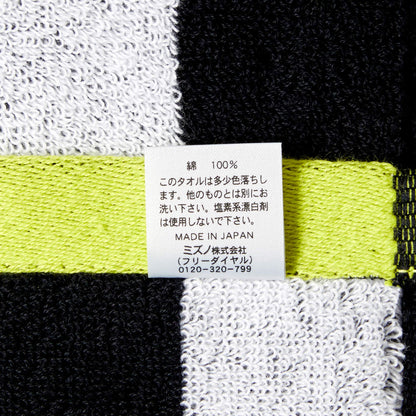 綿 100%
このタオルは多少色落ちし
ます。他のものとは別にお
洗い下さい。塩素系漂白剤
は使用しないで下さい。
MADE IN JAPAN
ミズノ株式会社
(フリーダイヤル)
0120-320-799